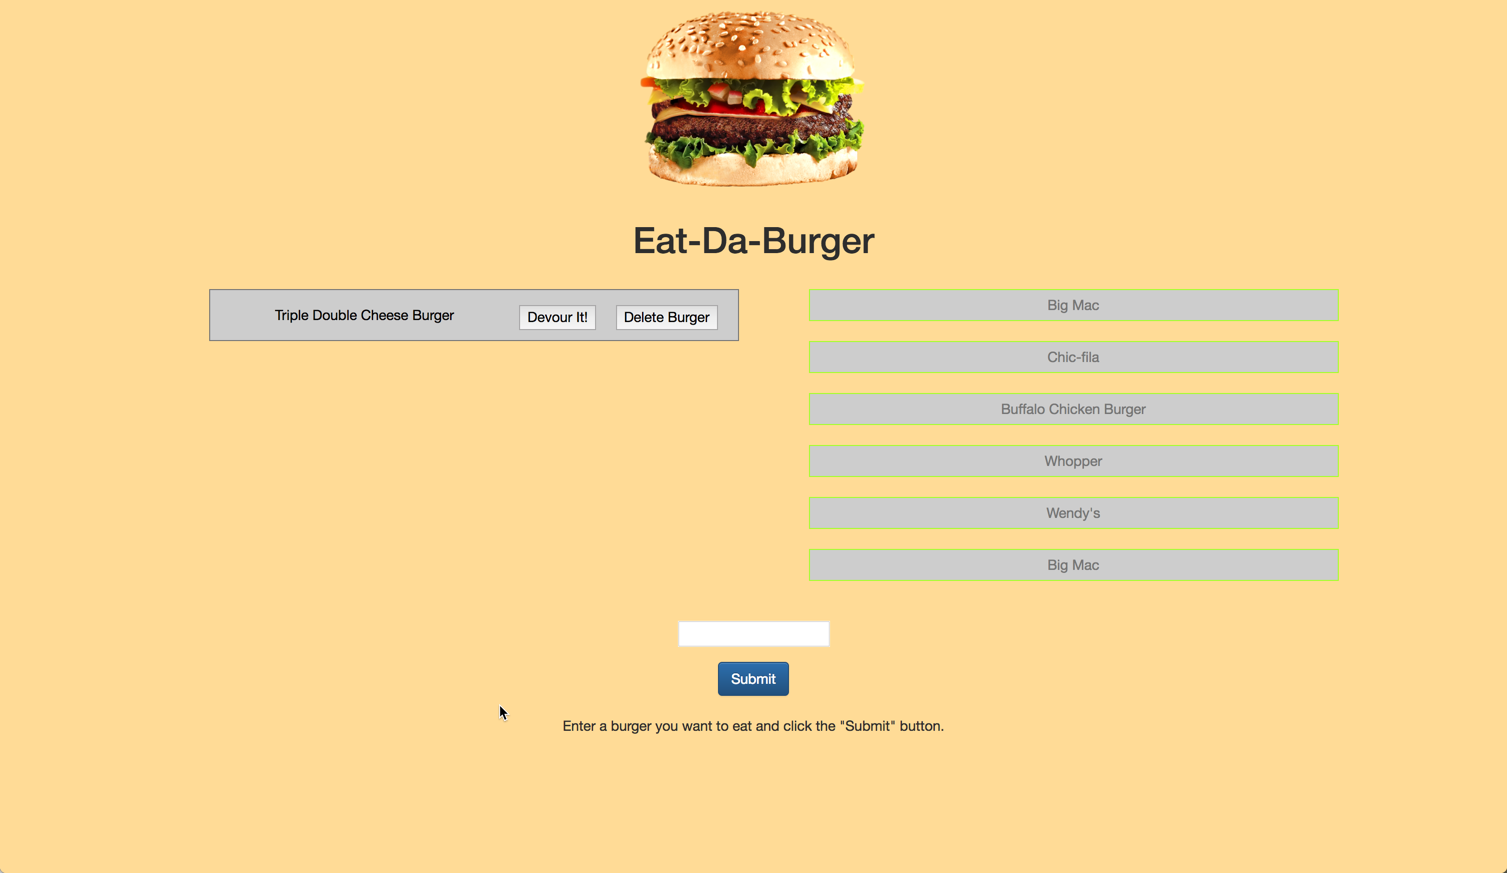 Eat-Da-Burger
Triple Double Cheese Burger
Devour It!
Delete Burger
Big Mac
Chic-fila
Buffalo Chicken Burger
Whopper
Wendy's
Big Mac
Submit
Enter a burger you want to eat and click the "Submit" button.